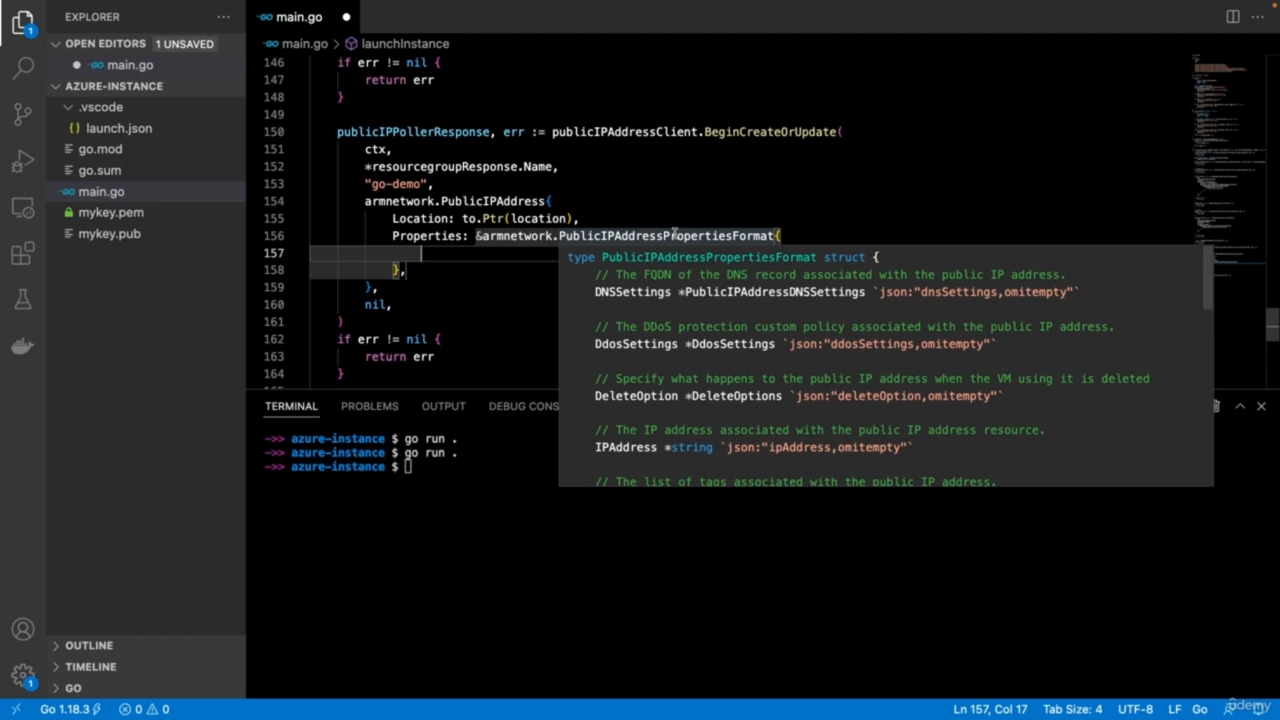 EXPLORER
OPEN EDITORS 1 UNSAVED
main.go
AZURE-INSTANCE
.vscode
launch.json
go.mod
go.sum
main.go
mykey.pem
mykey.pub
OUTLINE
TIMELINE
GO
main.go
main.go > launchInstance
146 if err != nil {
147 return err
148 }
149
150 publicIPPollerResponse, err := publicIPAddressClient.BeginCreateOrUpdate(
151 ctx,
152 *resourcegroupResponse.Name,
153 "go-demo",
154 armnetwork.PublicIPAddress{
155 Location: to.Ptr(location),
156 Properties: &armnetwork.PublicIPAddressPropertiesFormat{
157
158 },
159 },
160 nil,
161 )
162 if err != nil {
163 return err
164 }
type PublicIPAddressPropertiesFormat struct {
// The FQDN of the DNS record associated with the public IP address.
DNSSettings *PublicIPAddressDNSSettings `json:"dnsSettings,omitempty"`
// The DDoS protection custom policy associated with the public IP address.
DdosSettings *DdosSettings `json:"ddosSettings,omitempty"`
// Specify what happens to the public IP address when the VM using it is deleted
DeleteOption *DeleteOptions `json:"deleteOption,omitempty"`
// The IP address associated with the public IP address resource.
IPAddress *string `json:"ipAddress,omitempty"`
// The list of tags associated with the public IP address.
TERMINAL PROBLEMS OUTPUT DEBUG CONS
->> azure-instance $ go run .
->> azure-instance $ go run .
->> azure-instance $
1
1
Go 1.18.3 0 0 Ln 157, Col 17 Tab Size: 4 UTF-8 LF Go
udemy